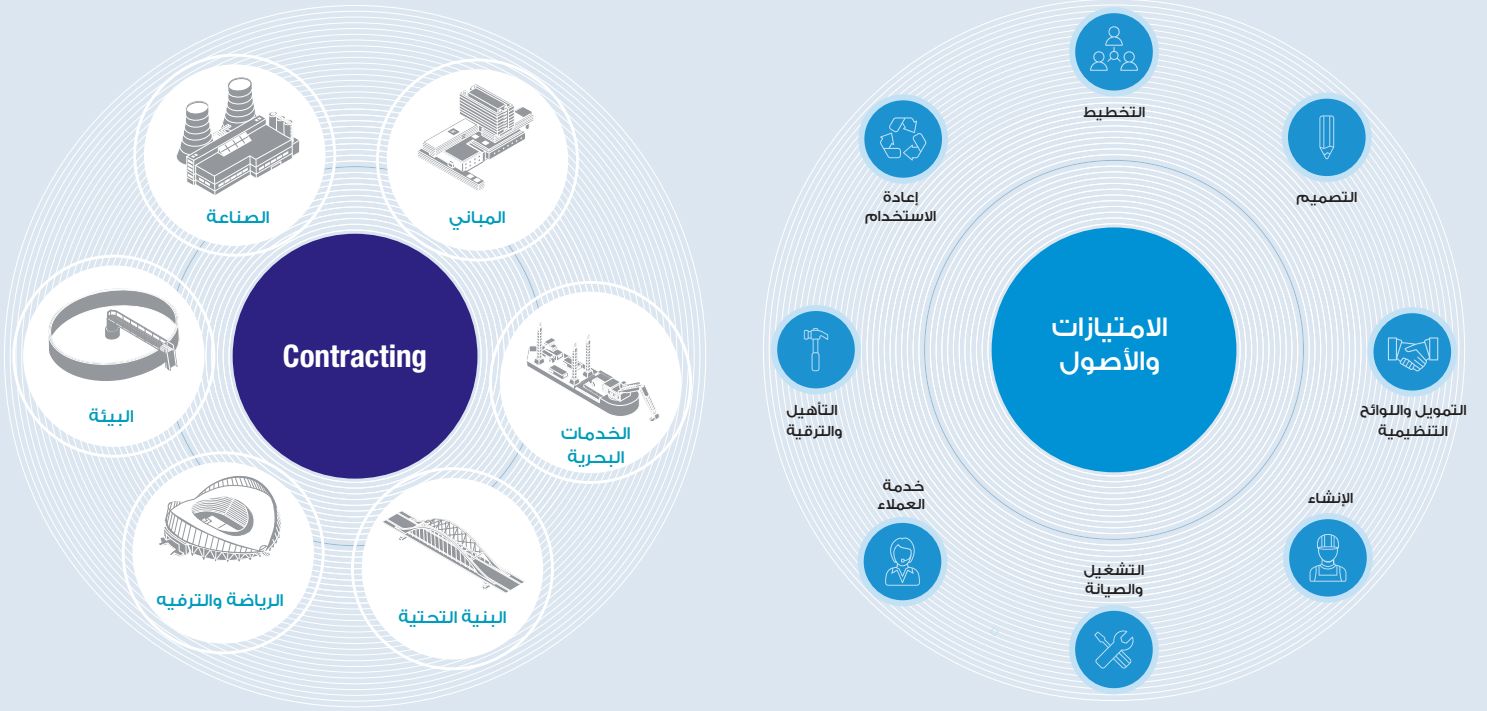 المباني
الصناعة
Contracting
الخدمات
البحرية
البيئة
البنية التحتية
الرياضة والترفيه
التخطيط
التصميم
إعادة
الاستخدام
الامتيازات
والأصول
التمويل واللوائح
التنظيمية
التأهيل
والترقية
الإنشاء
خدمة
العملاء
التشغيل
والصيانة